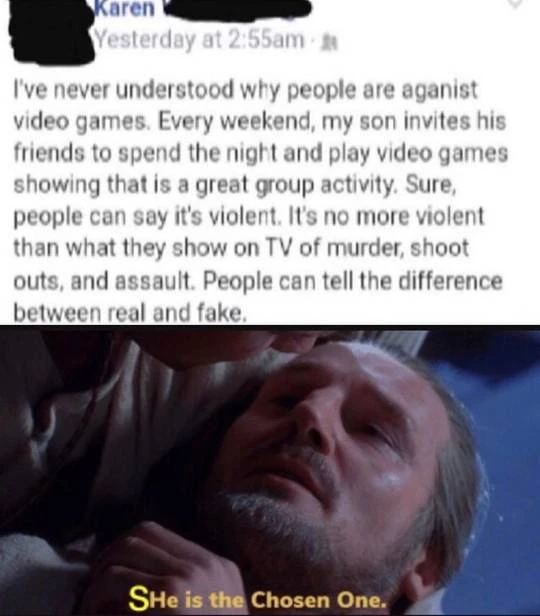 Karen
Yesterday at 2:55am
I've never understood why people are aganist
video games. Every weekend, my son invites his
friends to spend the night and play video games
showing that is a great group activity. Sure,
people can say it's violent. It's no more violent
than what they show on TV of murder, shoot
outs, and assault. People can tell the difference
between real and fake.
SHe is the Chosen One.